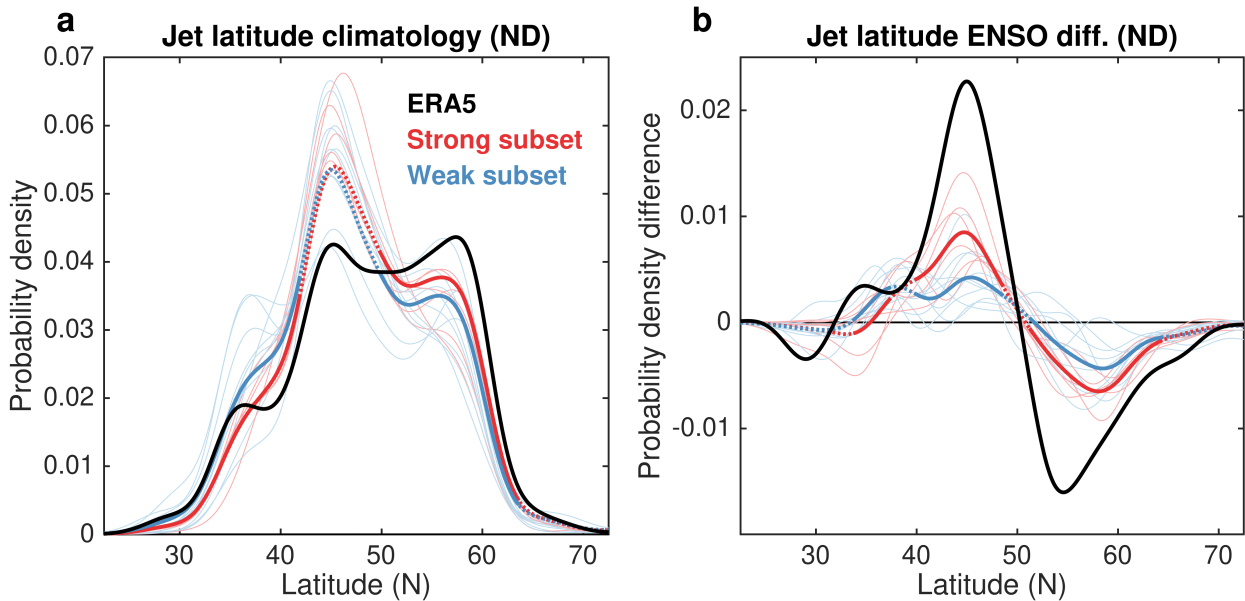 a
Jet latitude climatology (ND)
0.07
0.06
0.05
0.04
0.03
0.02
0.01
0
Probability density
ERA5
Strong subset
Weak subset
30 40 50 60 70
Latitude (N)
b
Jet latitude ENSO diff. (ND)
0.02
0.01
0
-0.01
Probability density difference
30 40 50 60 70
Latitude (N)